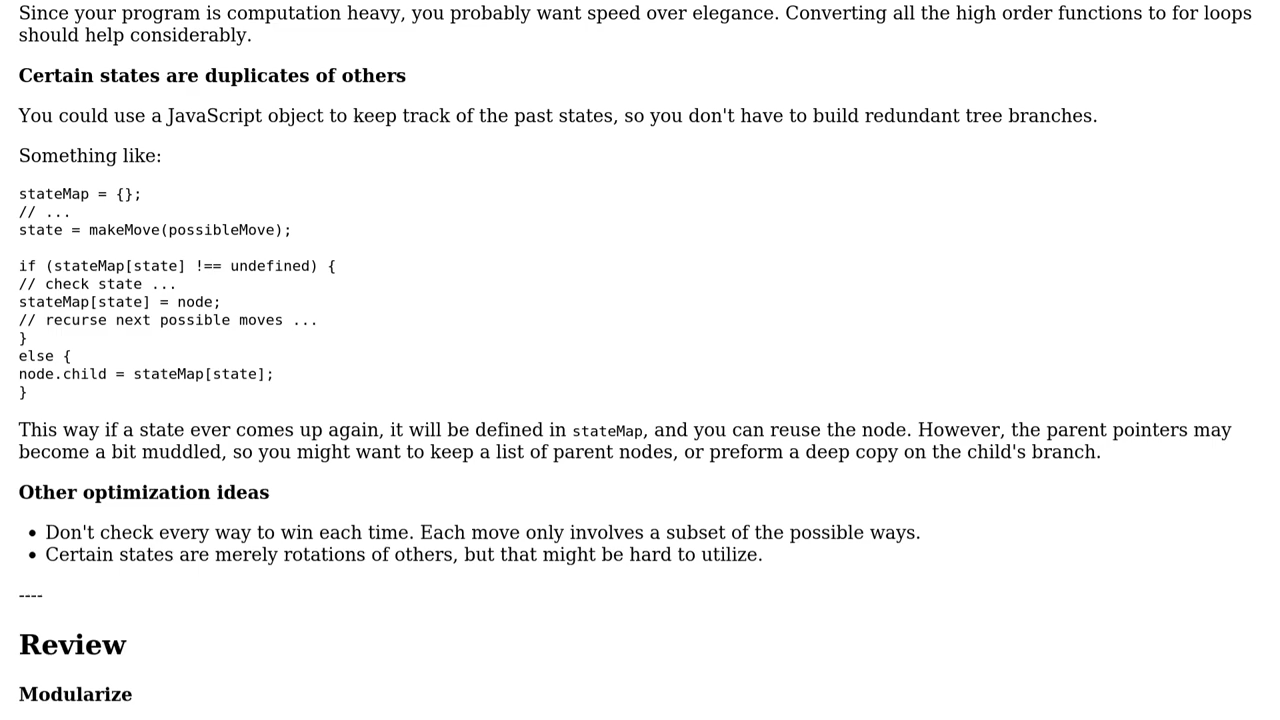 Since your program is computation heavy, you probably want speed over elegance. Converting all the high order functions to for loops
should help considerably.
Certain states are duplicates of others
You could use a JavaScript object to keep track of the past states, so you don't have to build redundant tree branches.
Something like:
stateMap = {};
// ...
state = makeMove(possibleMove);
if (stateMap[state] !== undefined) {
// check state ...
stateMap[state] = node;
// recurse next possible moves ...
}
else {
node.child = stateMap[state];
}
This way if a state ever comes up again, it will be defined in stateMap, and you can reuse the node. However, the parent pointers may
become a bit muddled, so you might want to keep a list of parent nodes, or preform a deep copy on the child's branch.
Other optimization ideas
• Don't check every way to win each time. Each move only involves a subset of the possible ways.
• Certain states are merely rotations of others, but that might be hard to utilize.
----
Review
Modularize